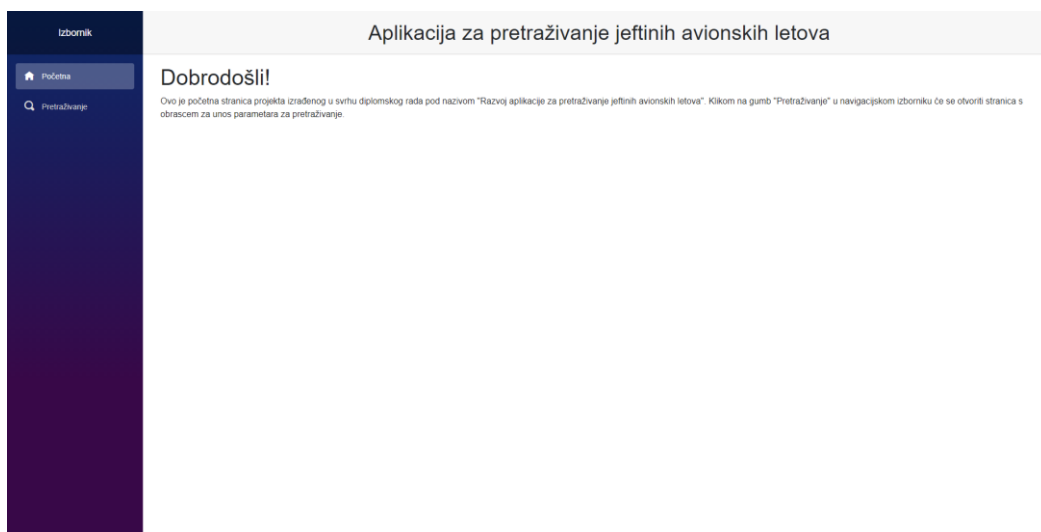 Izbornik
Aplikacija za pretraživanje jeftinih avionskih letova
Početna
Pretraživanje
Dobrodošli!
Ovo je početna stranica projekta izrađenog u svrhu diplomskog rada pod nazivom "Razvoj aplikacije za pretraživanje jeftinih avionskih letova". Klikom na gumb "Pretraživanje" u navigacijskom izborniku će se otvoriti stranica s
obrascem za unos parametara za pretraživanje.